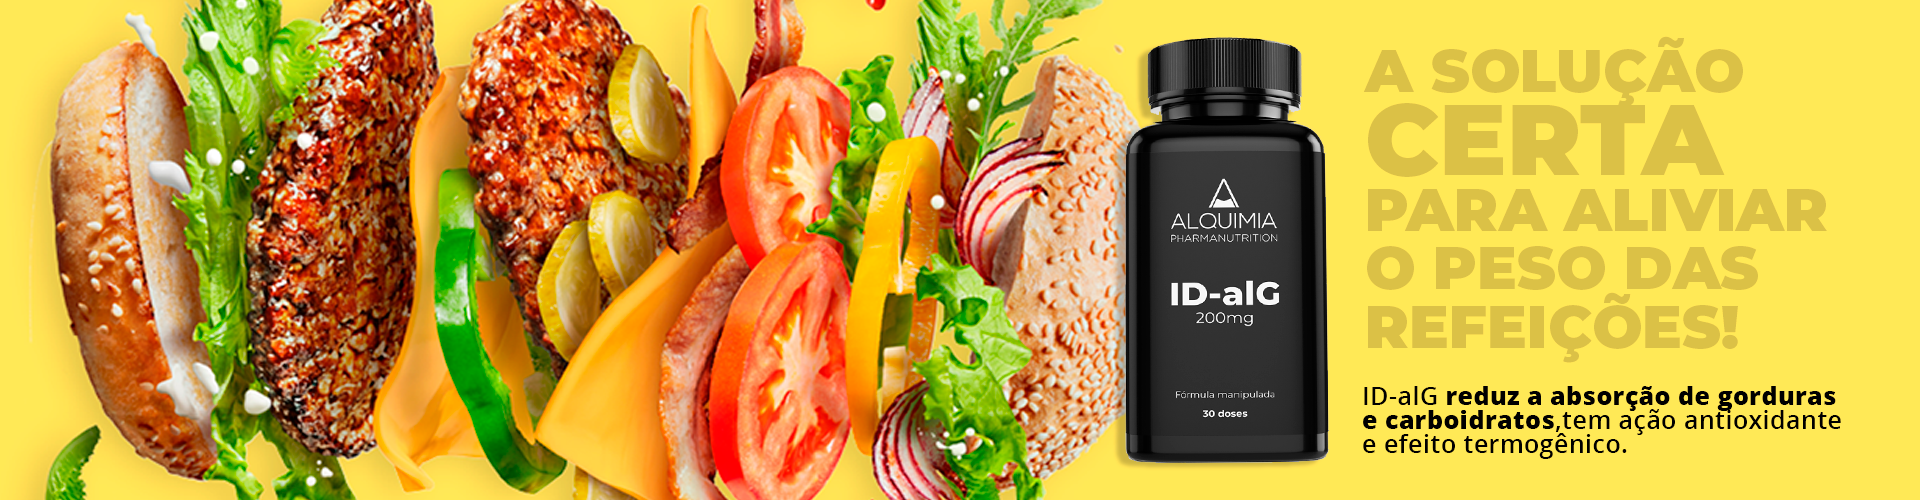 ALQUIMIA
PHARMANUTRITION
ID-alG
200mg
Fórmula manipulada
30 doses
A SOLUÇÃO
CERTA
PARA ALIVIAR
O PESO DAS
REFEIÇÕES!
ID-alG reduz a absorção de gorduras
e carboidratos,tem ação antioxidante
e efeito termogênico.